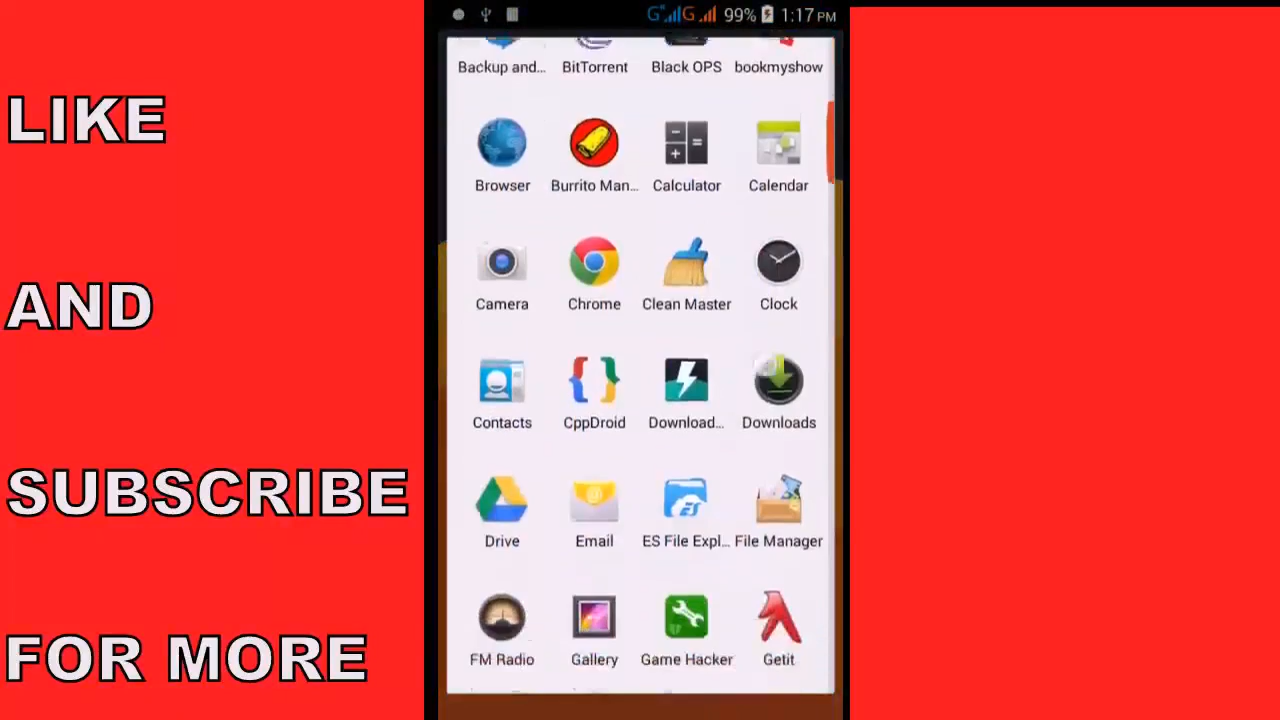 LIKE
AND
SUBSCRIBE
FOR MORE
G G 99% 1:17 PM
Backup and... BitTorrent Black OPS bookmyshow
Browser Burrito Man... Calculator Calendar
Camera Chrome Clean Master Clock
Contacts CppDroid Download... Downloads
Drive Email ES File Expl... File Manager
FM Radio Gallery Game Hacker Getit